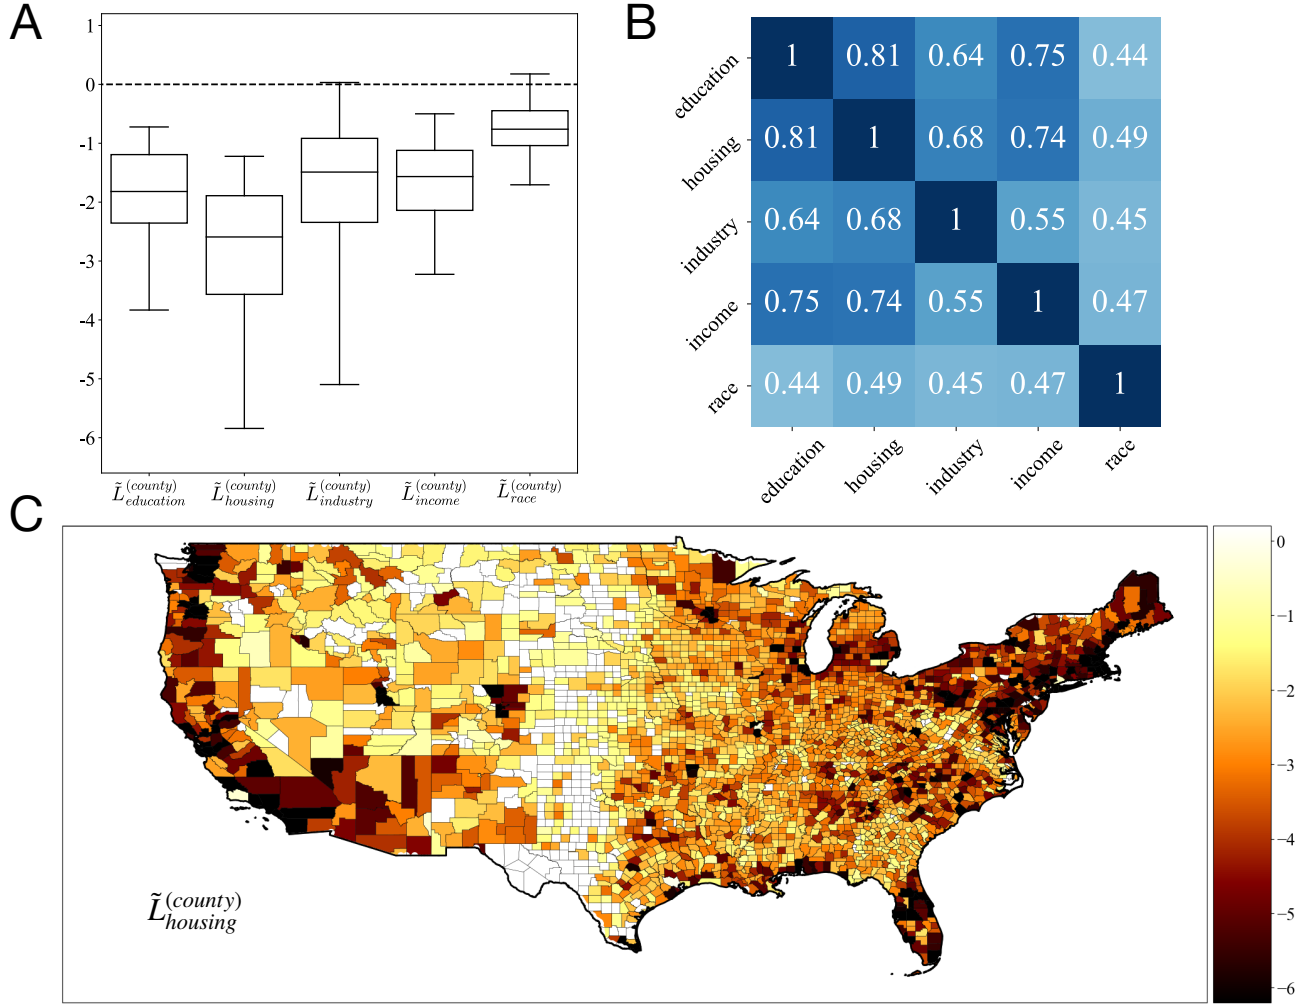 A
1
0
-1
-2
-3
-4
-5
-6
L̃^{(county)}_{education} L̃^{(county)}_{housing} L̃^{(county)}_{industry} L̃^{(county)}_{income} L̃^{(county)}_{race}
B
education 1 0.81 0.64 0.75 0.44
housing 0.81 1 0.68 0.74 0.49
industry 0.64 0.68 1 0.55 0.45
income 0.75 0.74 0.55 1 0.47
race 0.44 0.49 0.45 0.47 1
education housing industry income race
C
L̃^{(county)}_{housing}
0
−1
−2
−3
−4
−5
−6